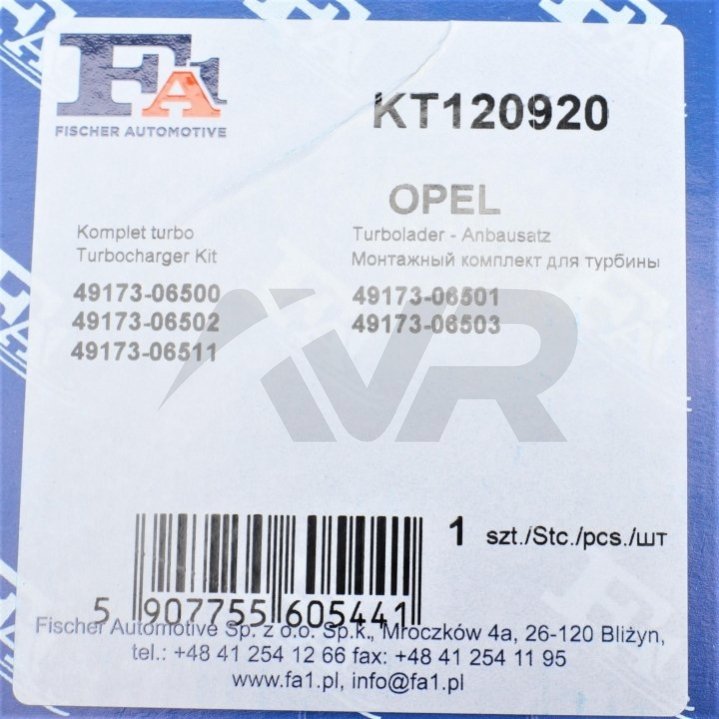 FA1
FISCHER AUTOMOTIVE
KT120920
OPEL
Komplet turbo
Turbocharger Kit
Turbolader - Anbausatz
Монтажный комплект для турбины
49173-06500
49173-06501
49173-06502
49173-06503
49173-06511
AVR
1 szt./Stc./pcs./шт
5 907755 605441
Fischer Automotive Sp. z o.o. Sp.k., Mroczków 4a, 26-120 Bliżyn,
tel.: +48 41 254 12 66 fax: +48 41 254 11 95
www.fa1.pl, info@fa1.pl